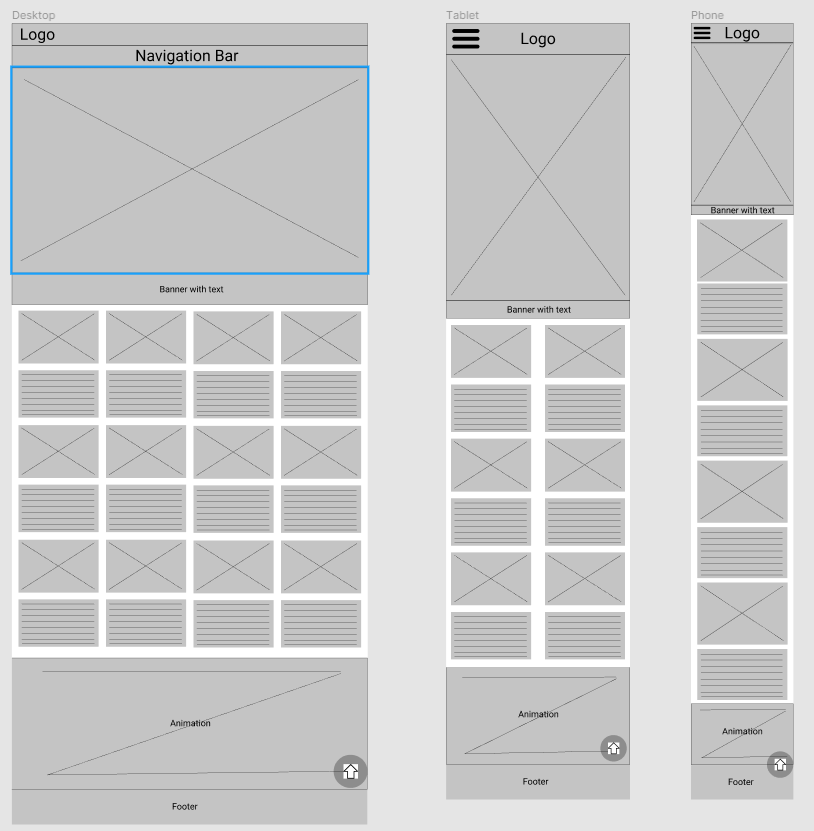 Desktop
Logo
Navigation Bar
Banner with text
Animation
Footer
Tablet
Logo
Banner with text
Animation
Footer
Phone
Logo
Banner with text
Animation
Footer